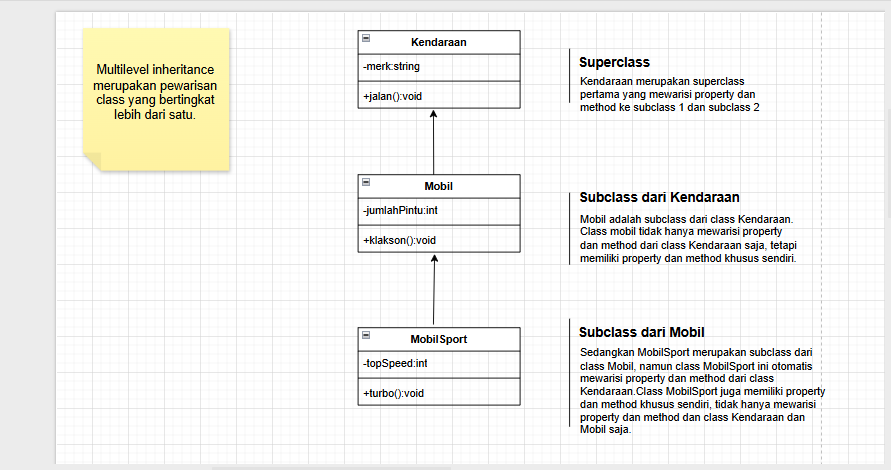 Multilevel inheritance
merupakan pewarisan
class yang bertingkat
lebih dari satu.
Kendaraan
-merk:string
+jalan():void
Superclass
Kendaraan merupakan superclass
pertama yang mewarisi property dan
method ke subclass 1 dan subclass 2
Mobil
-jumlahPintu:int
+klakson():void
Subclass dari Kendaraan
Mobil adalah subclass dari class Kendaraan.
Class mobil tidak hanya mewarisi property
dan method dari class Kendaraan saja, tetapi
memiliki property dan method khusus sendiri.
MobilSport
-topSpeed:int
+turbo():void
Subclass dari Mobil
Sedangkan MobilSport merupakan subclass dari
class Mobil, namun class MobilSport ini otomatis
mewarisi property dan method dari class
Kendaraan.Class MobilSport juga memiliki property
dan method khusus sendiri, tidak hanya mewarisi
property dan method dan class Kendaraan dan
Mobil saja.